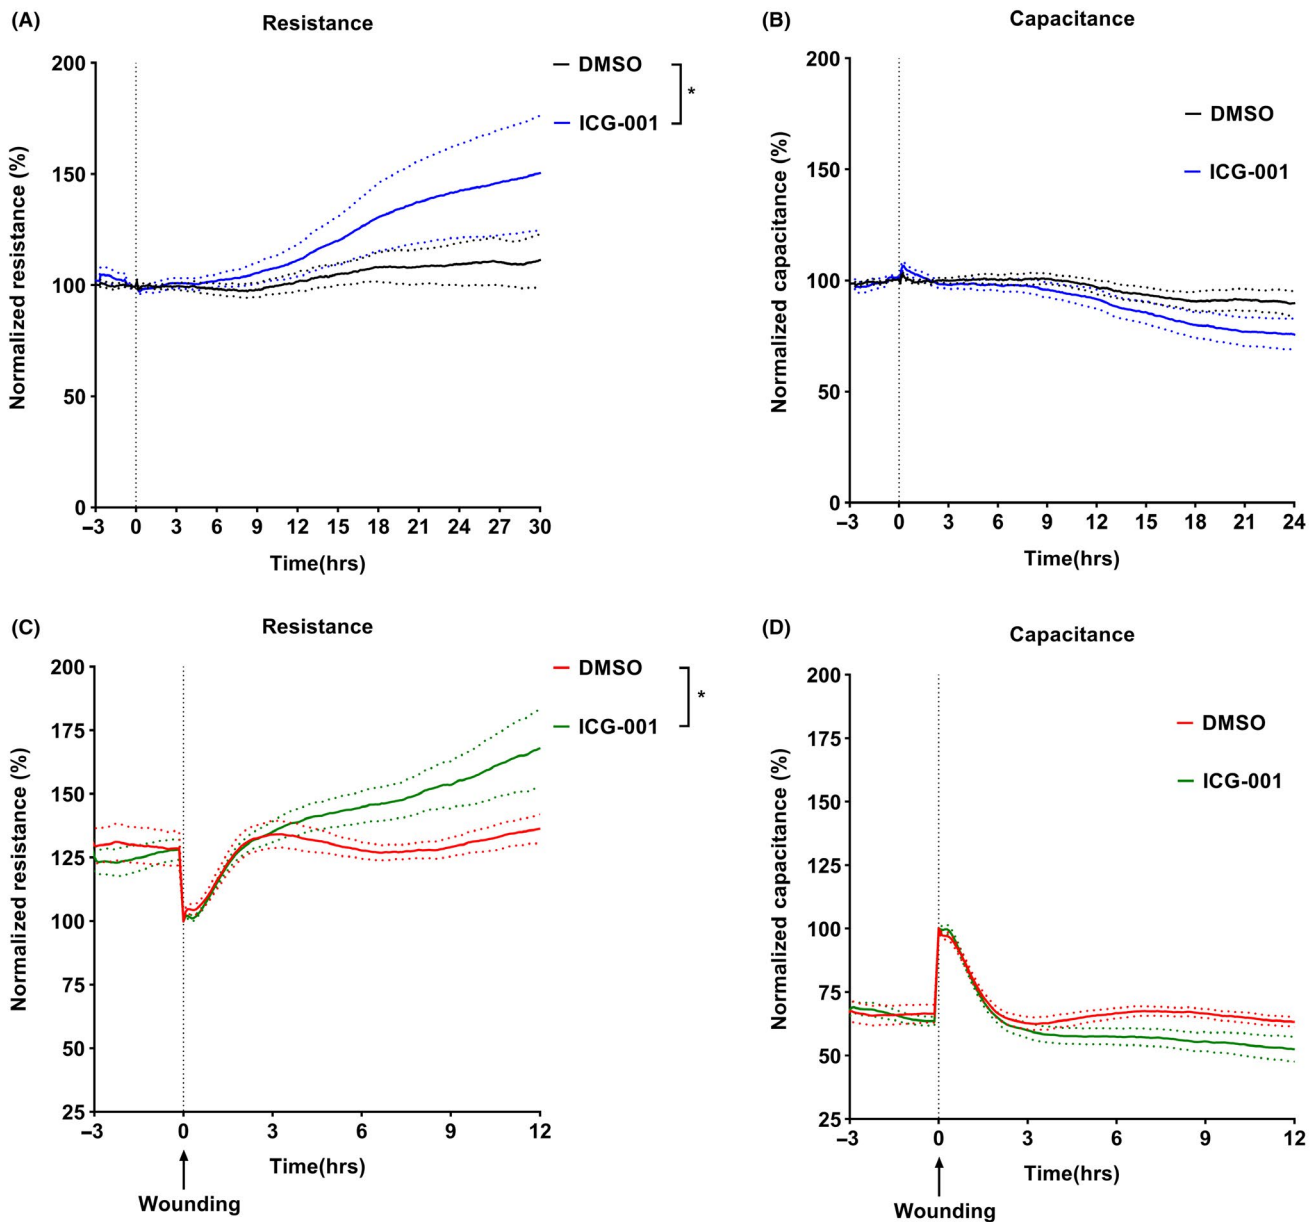 (A)
Resistance
Normalized resistance (%)
200
150
100
50
0
−3 0 3 6 9 12 15 18 21 24 27 30
Time(hrs)
DMSO
ICG-001
*
(B)
Capacitance
Normalized capacitance (%)
200
150
100
50
0
−3 0 3 6 9 12 15 18 21 24
Time(hrs)
DMSO
ICG-001
(C)
Resistance
Normalized resistance (%)
200
175
150
125
100
75
50
25
−3 0 3 6 9 12
Time(hrs)
Wounding
DMSO
ICG-001
*
(D)
Capacitance
Normalized capacitance (%)
200
175
150
125
100
75
50
25
−3 0 3 6 9 12
Time(hrs)
Wounding
DMSO
ICG-001